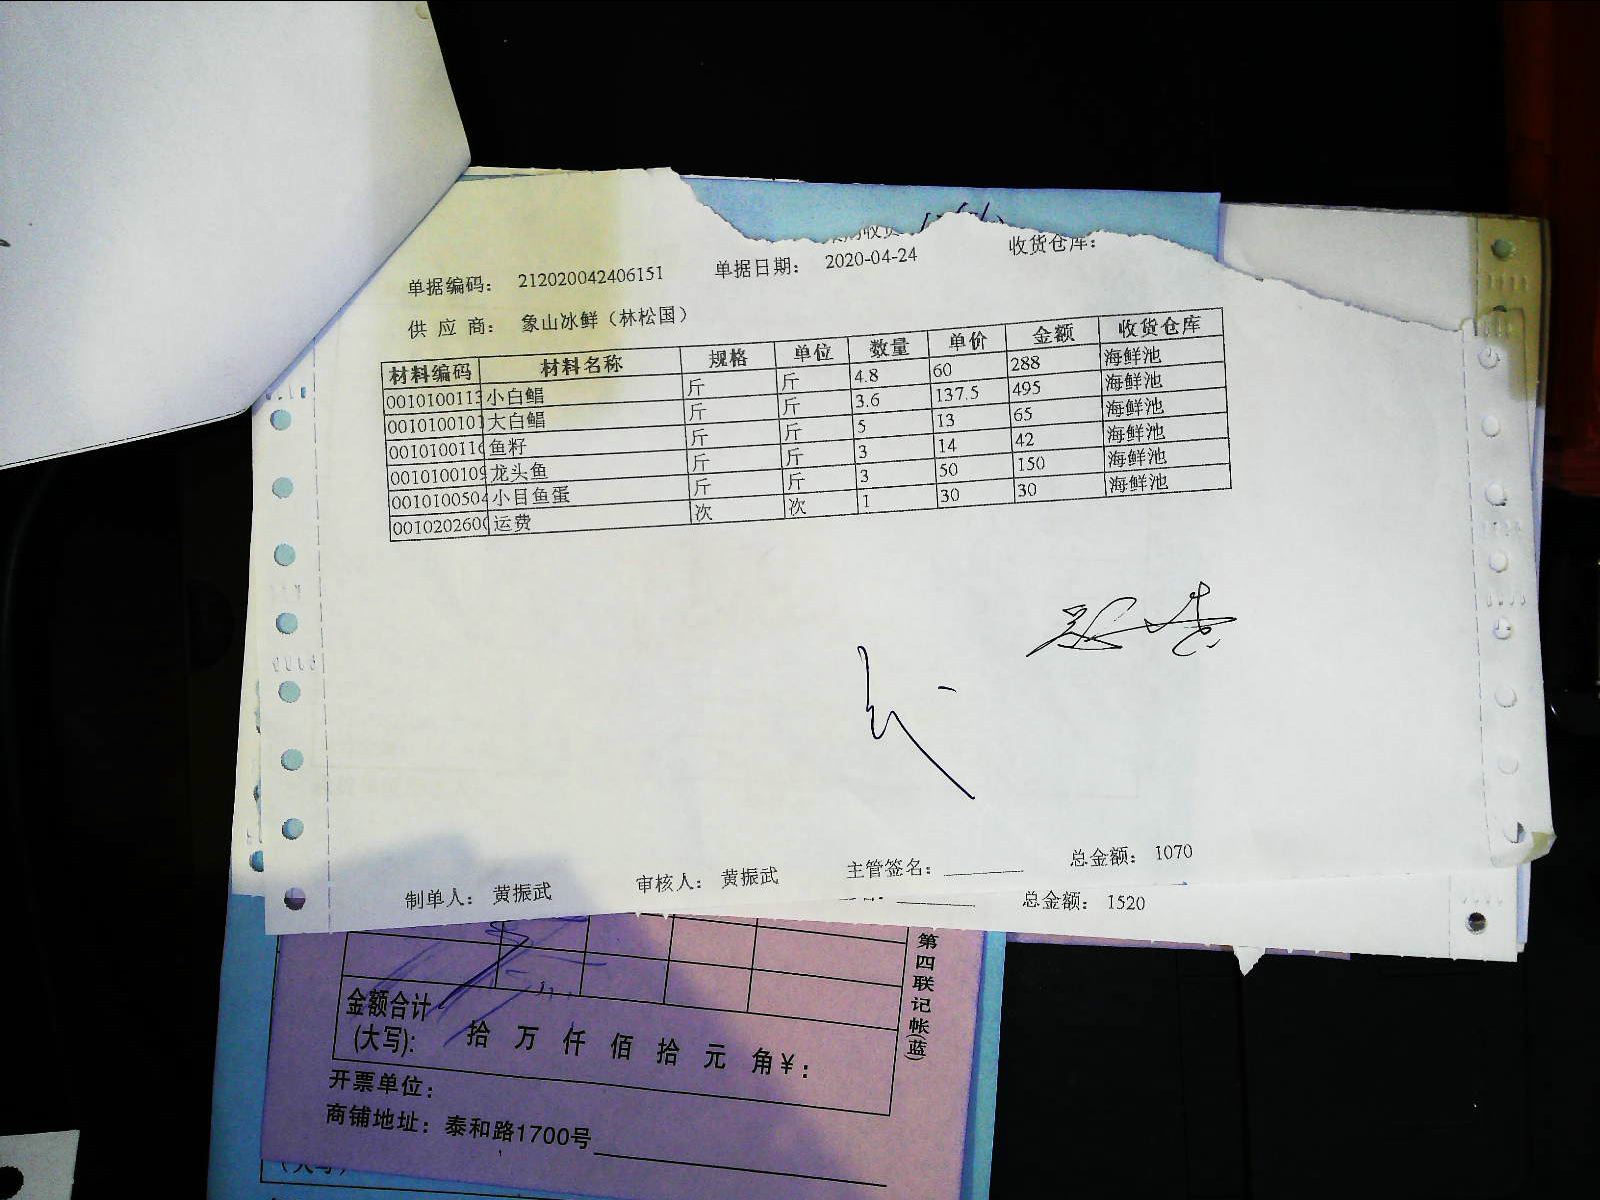 单据编码： 212020042406151 单据日期： 2020-04-24 收货仓库：
供 应 商： 象山冰鲜（林松国）
材料编码 材料名称 规格 单位 数量 单价 金额 收货仓库
0010100113 小白鲳 斤 斤 4.8 60 288 海鲜池
0010100101 大白鲳 斤 斤 3.6 137.5 495 海鲜池
001010011 鱼籽 斤 斤 5 13 65 海鲜池
001010010 龙头鱼 斤 斤 3 14 42 海鲜池
001010050 小目鱼蛋 斤 斤 3 50 150 海鲜池
001020260 运费 次 次 1 30 30 海鲜池
制单人： 黄振武 审核人： 黄振武 主管签名： 总金额： 1070
总金额： 1520
第四联记帐(蓝)
金额合计
(大写)： 拾 万 仟 佰 拾 元 角¥：
开票单位：
商铺地址：泰和路1700号